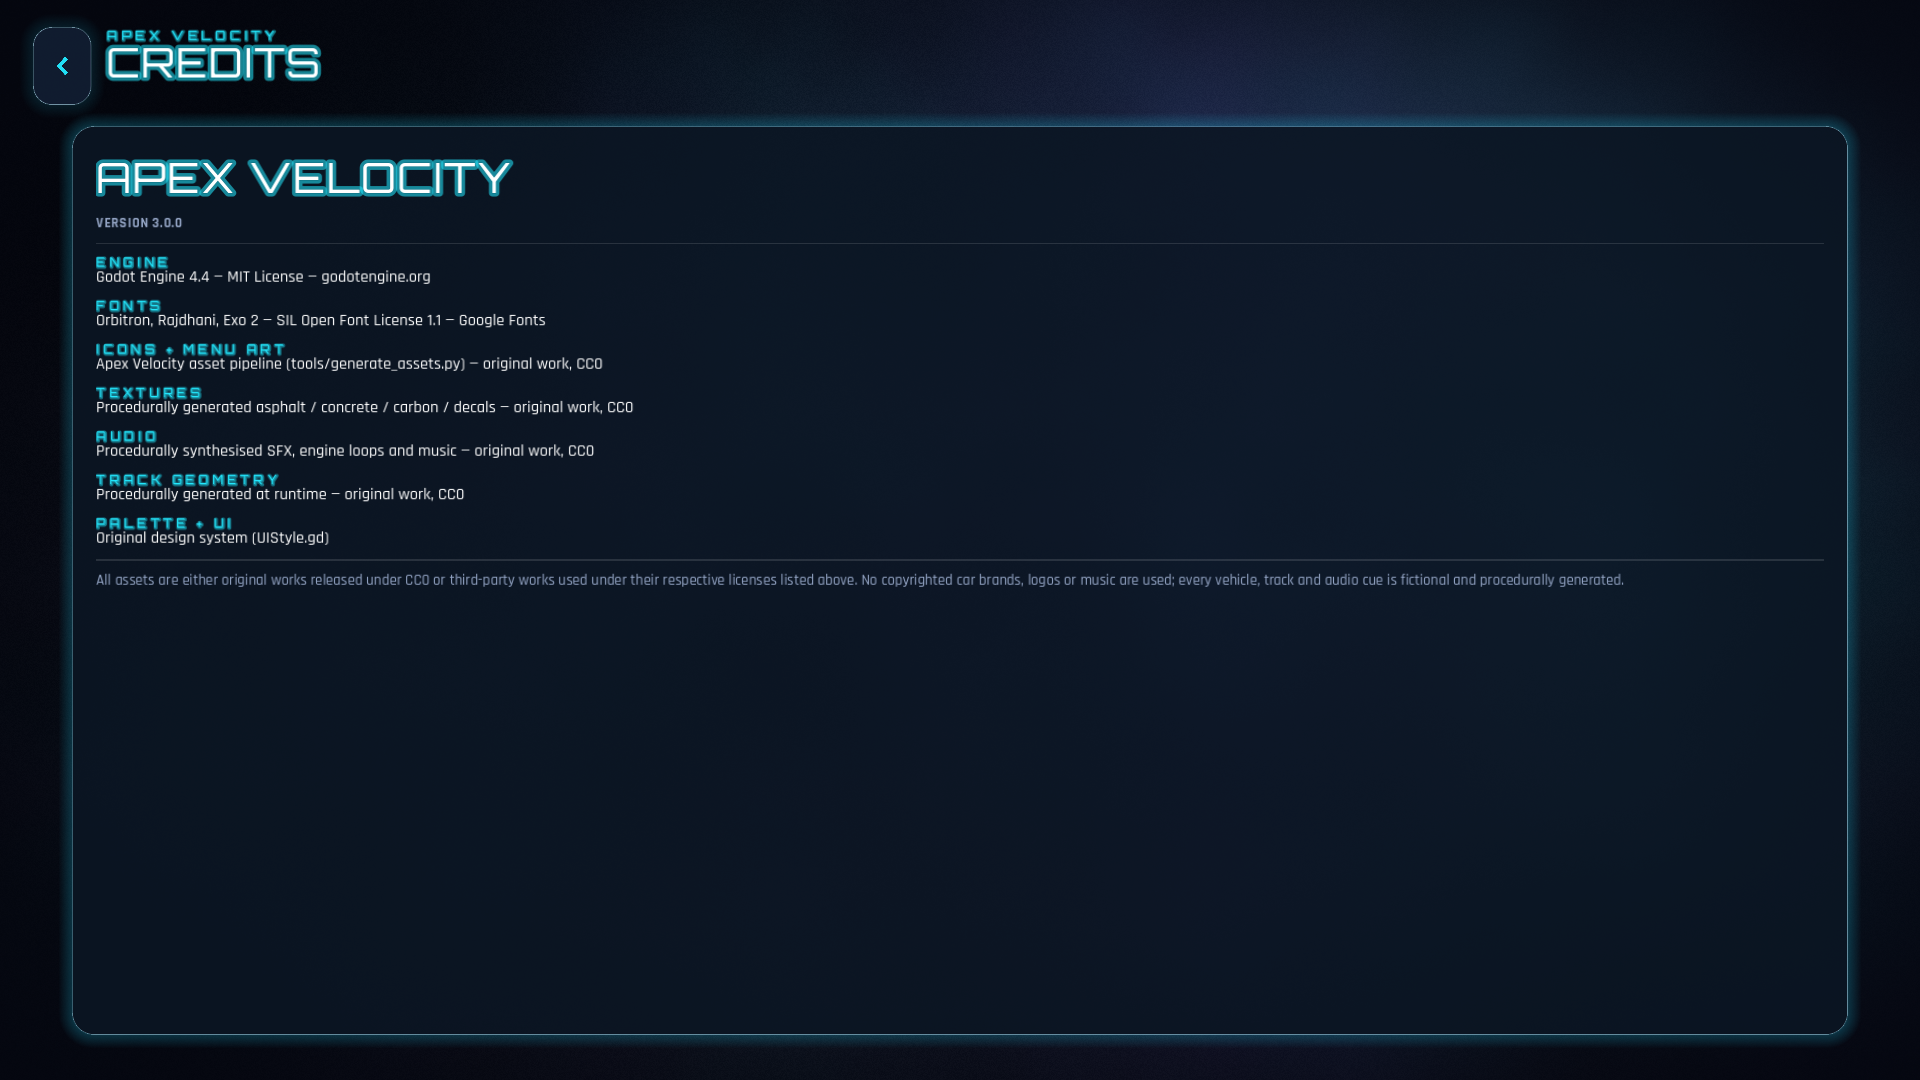 APEX VELOCITY
CREDITS
APEX VELOCITY
VERSION 3.0.0
ENGINE
Godot Engine 4.4 – MIT License – godotengine.org
FONTS
Orbitron, Rajdhani, Exo 2 – SIL Open Font License 1.1 – Google Fonts
ICONS + MENU ART
Apex Velocity asset pipeline (tools/generate_assets.py) – original work, CC0
TEXTURES
Procedurally generated asphalt / concrete / carbon / decals – original work, CC0
AUDIO
Procedurally synthesised SFX, engine loops and music – original work, CC0
TRACK GEOMETRY
Procedurally generated at runtime – original work, CC0
PALETTE + UI
Original design system (UIStyle.gd)
All assets are either original works released under CC0 or third-party works used under their respective licenses listed above. No copyrighted car brands, logos or music are used; every vehicle, track and audio cue is fictional and procedurally generated.